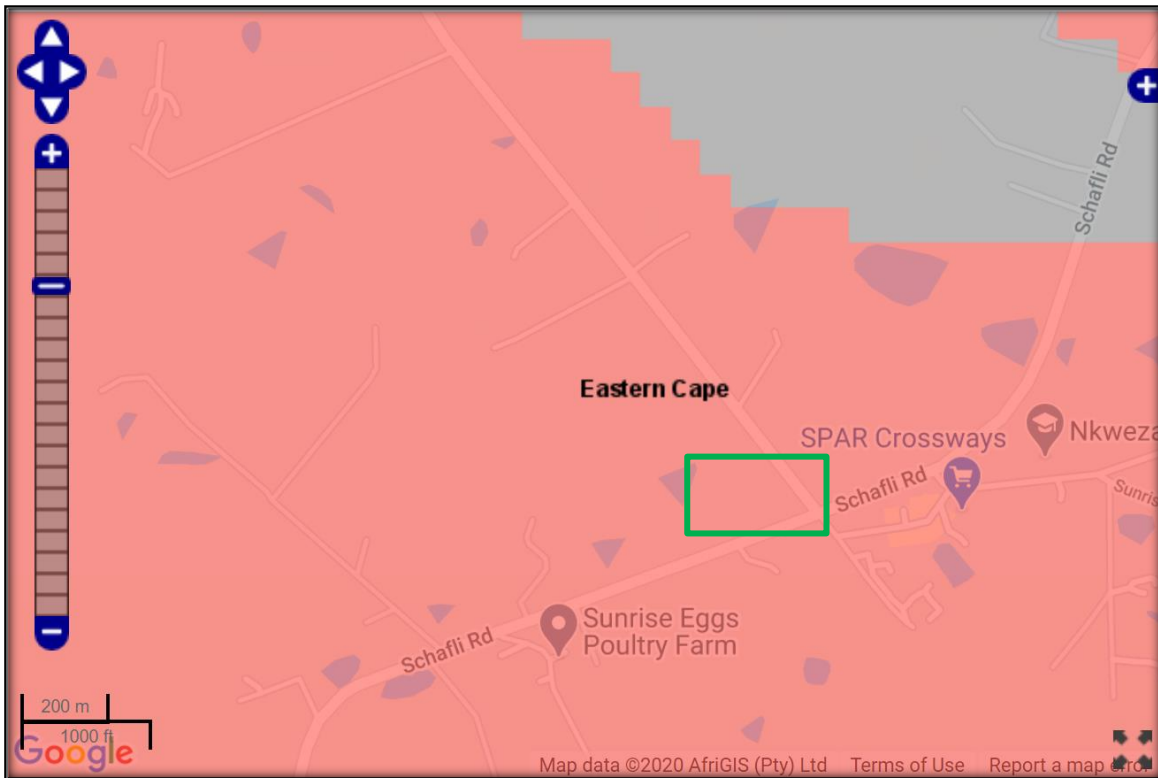 Schafli Rd
Eastern Cape
SPAR Crossways
Nkweza
Schafli Rd
Sunris
Sunrise Eggs
Poultry Farm
Schafli Rd
200 m
1000 ft
Google
Map data ©2020 AfriGIS (Pty) Ltd Terms of Use Report a map error